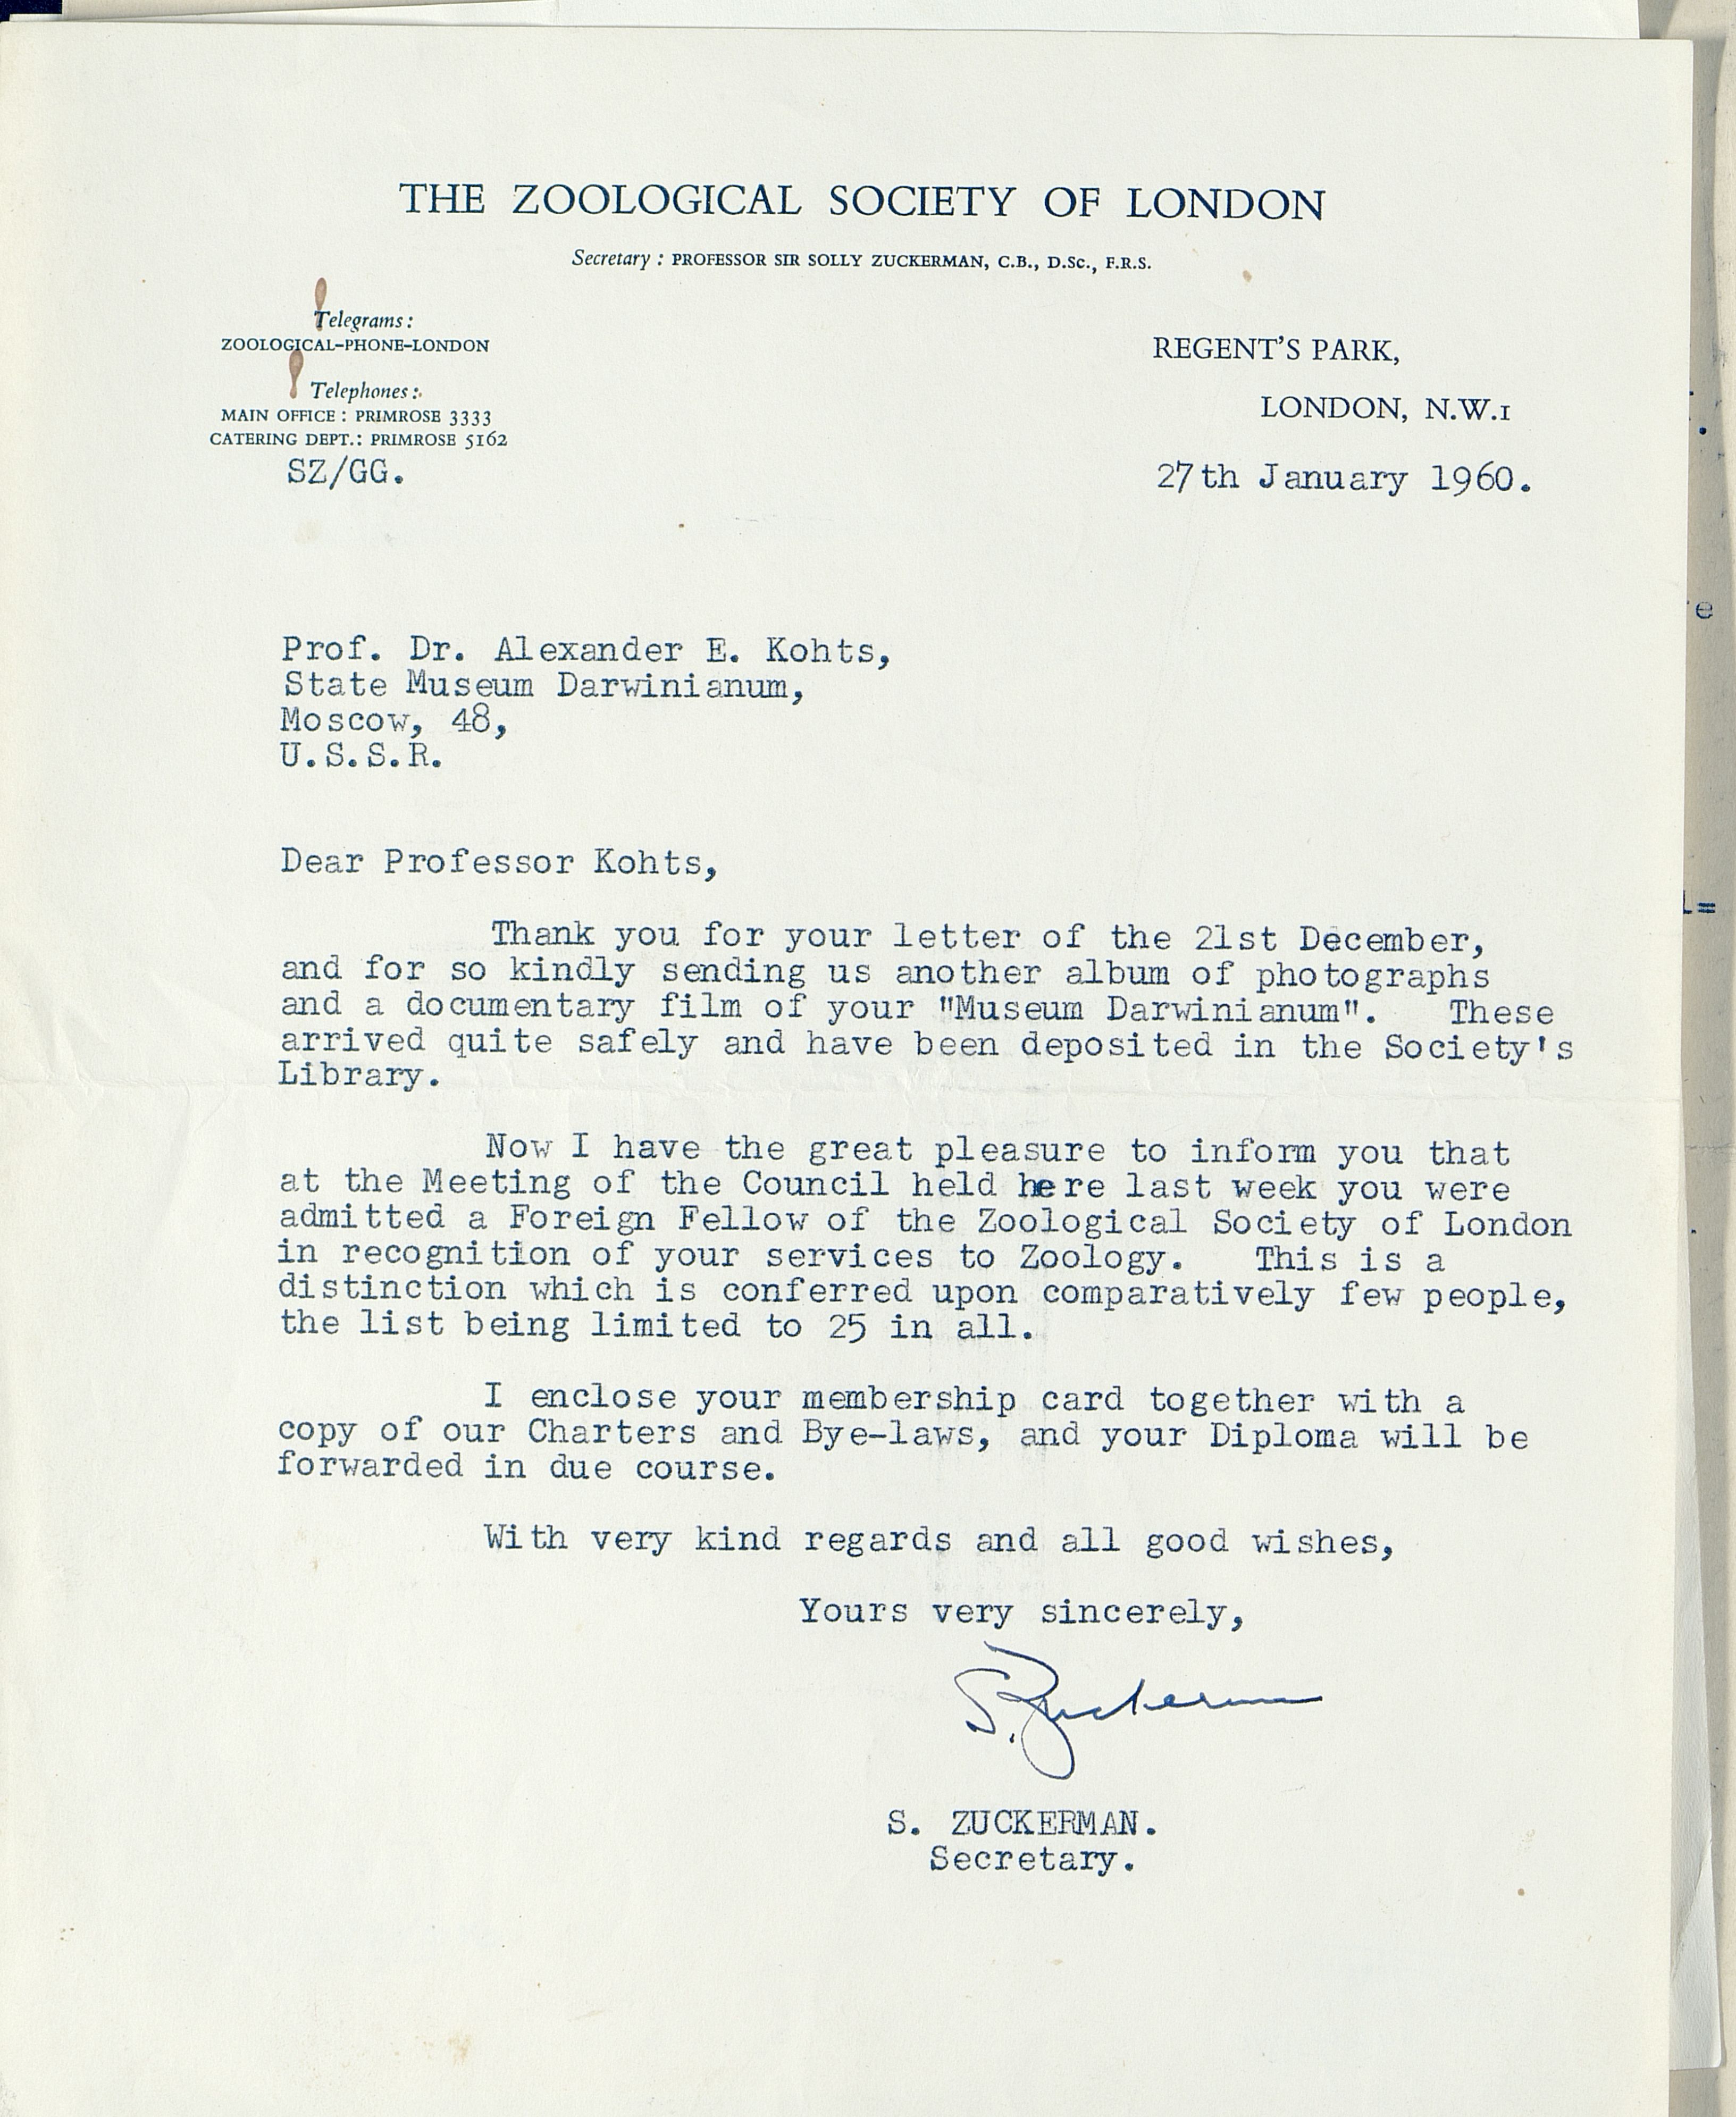 THE ZOOLOGICAL SOCIETY OF LONDON
Secretary : PROFESSOR SIR SOLLY ZUCKERMAN, C.B., D.Sc., F.R.S.
Telegrams :
ZOOLOGICAL-PHONE-LONDON
Telephones :
MAIN OFFICE : PRIMROSE 3333
CATERING DEPT.: PRIMROSE 5162
SZ/GG.
REGENT'S PARK,
LONDON, N.W.1
27th January 1960.
Prof. Dr. Alexander E. Kohts,
State Museum Darwinianum,
Moscow, 48,
U.S.S.R.
Dear Professor Kohts,
Thank you for your letter of the 21st December,
and for so kindly sending us another album of photographs
and a documentary film of your "Museum Darwinianum". These
arrived quite safely and have been deposited in the Society's
Library.
Now I have the great pleasure to inform you that
at the Meeting of the Council held here last week you were
admitted a Foreign Fellow of the Zoological Society of London
in recognition of your services to Zoology. This is a
distinction which is conferred upon comparatively few people,
the list being limited to 25 in all.
I enclose your membership card together with a
copy of our Charters and Bye-laws, and your Diploma will be
forwarded in due course.
With very kind regards and all good wishes,
Yours very sincerely,
S. Zuckerman
S. ZUCKERMAN.
Secretary.